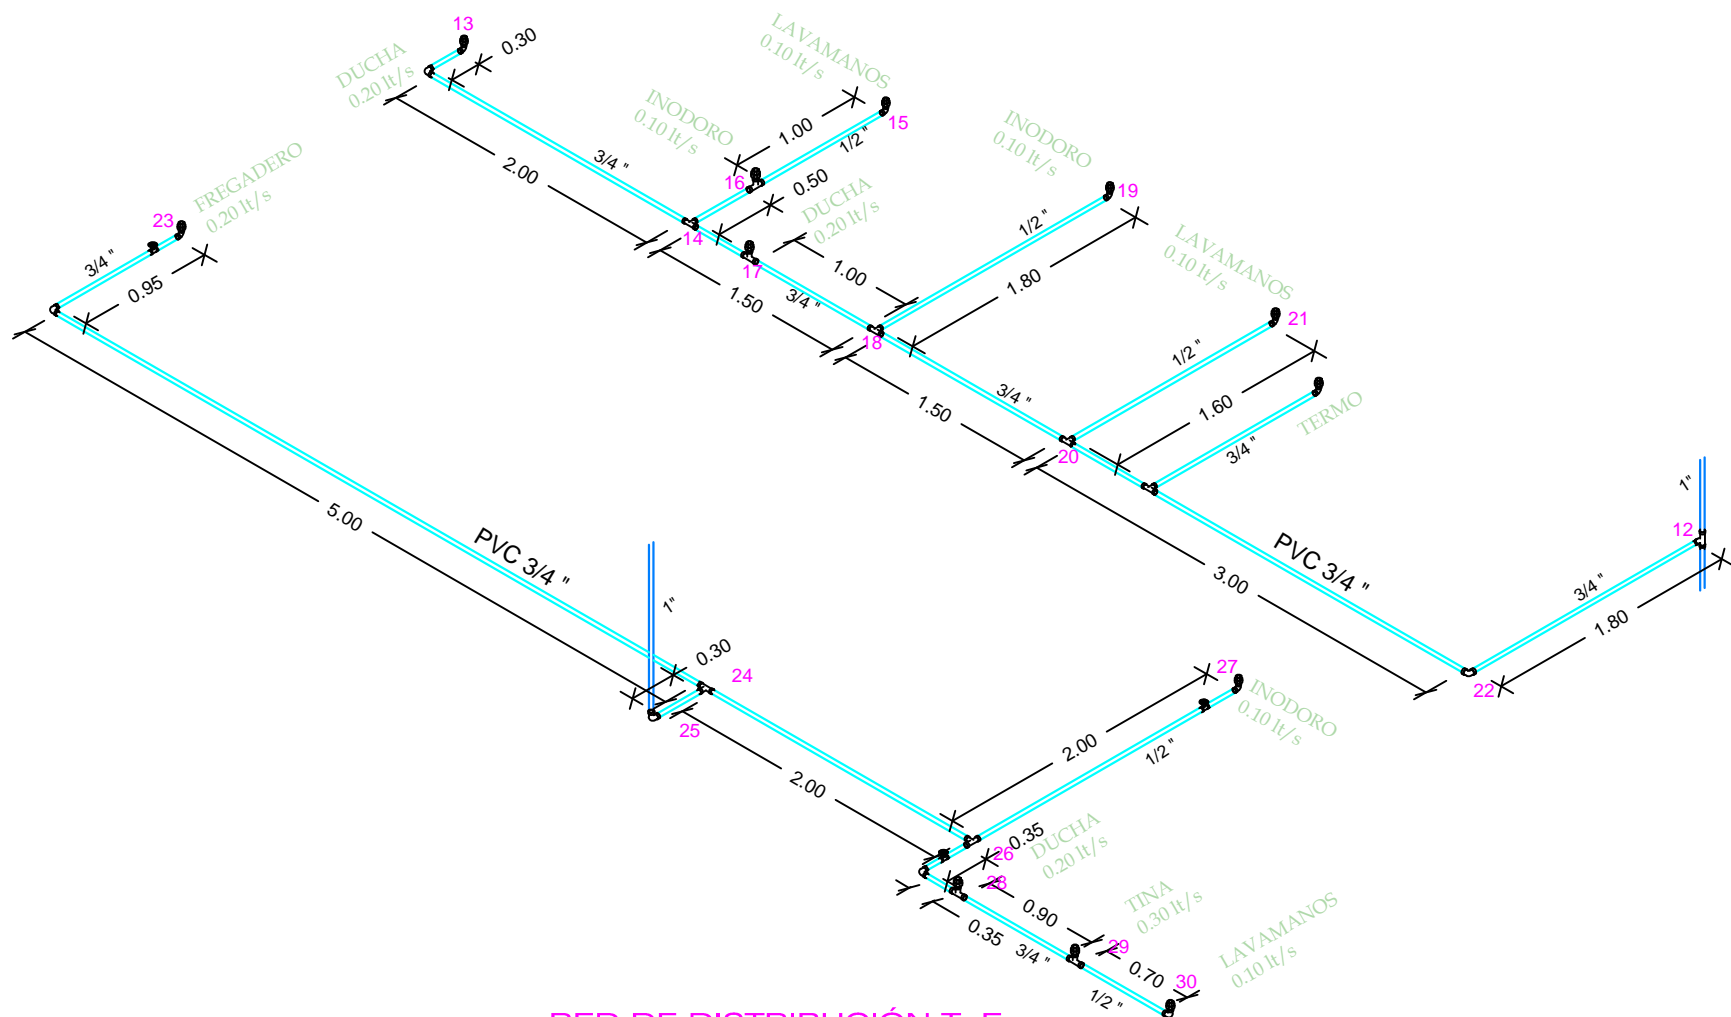 13
0.30
DUCHA
0.20 lt/s
LAVAMANOS
0.10 lt/s
INODORO
0.10 lt/s
1.00
15
1/2"
3/4 "
2.00
16
0.50
DUCHA
0.20 lt/s
14
17
INODORO
0.10 lt/s
19
1/2"
1.80
1.00
3/4 "
1.50
18
FREGADERO
0.20 lt/s
23
3/4"
0.95
LAVAMANOS
0.10 lt/s
21
1/2"
3/4 "
1.50
20
1.60
TERMO
3/4"
5.00
PVC 3/4 "
1"
PVC 3/4 "
3.00
1"
12
3/4"
1.80
22
0.30
24
25
2.00
27
INODORO
0.10 lt/s
2.00
1/2"
0.35
26
DUCHA
0.20 lt/s
28
0.90
TINA
0.30 lt/s
0.35
3/4 "
29
0.70
LAVAMANOS
0.10 lt/s
30
1/2 "
RED DE DISTRIBUCIÓN T. F.